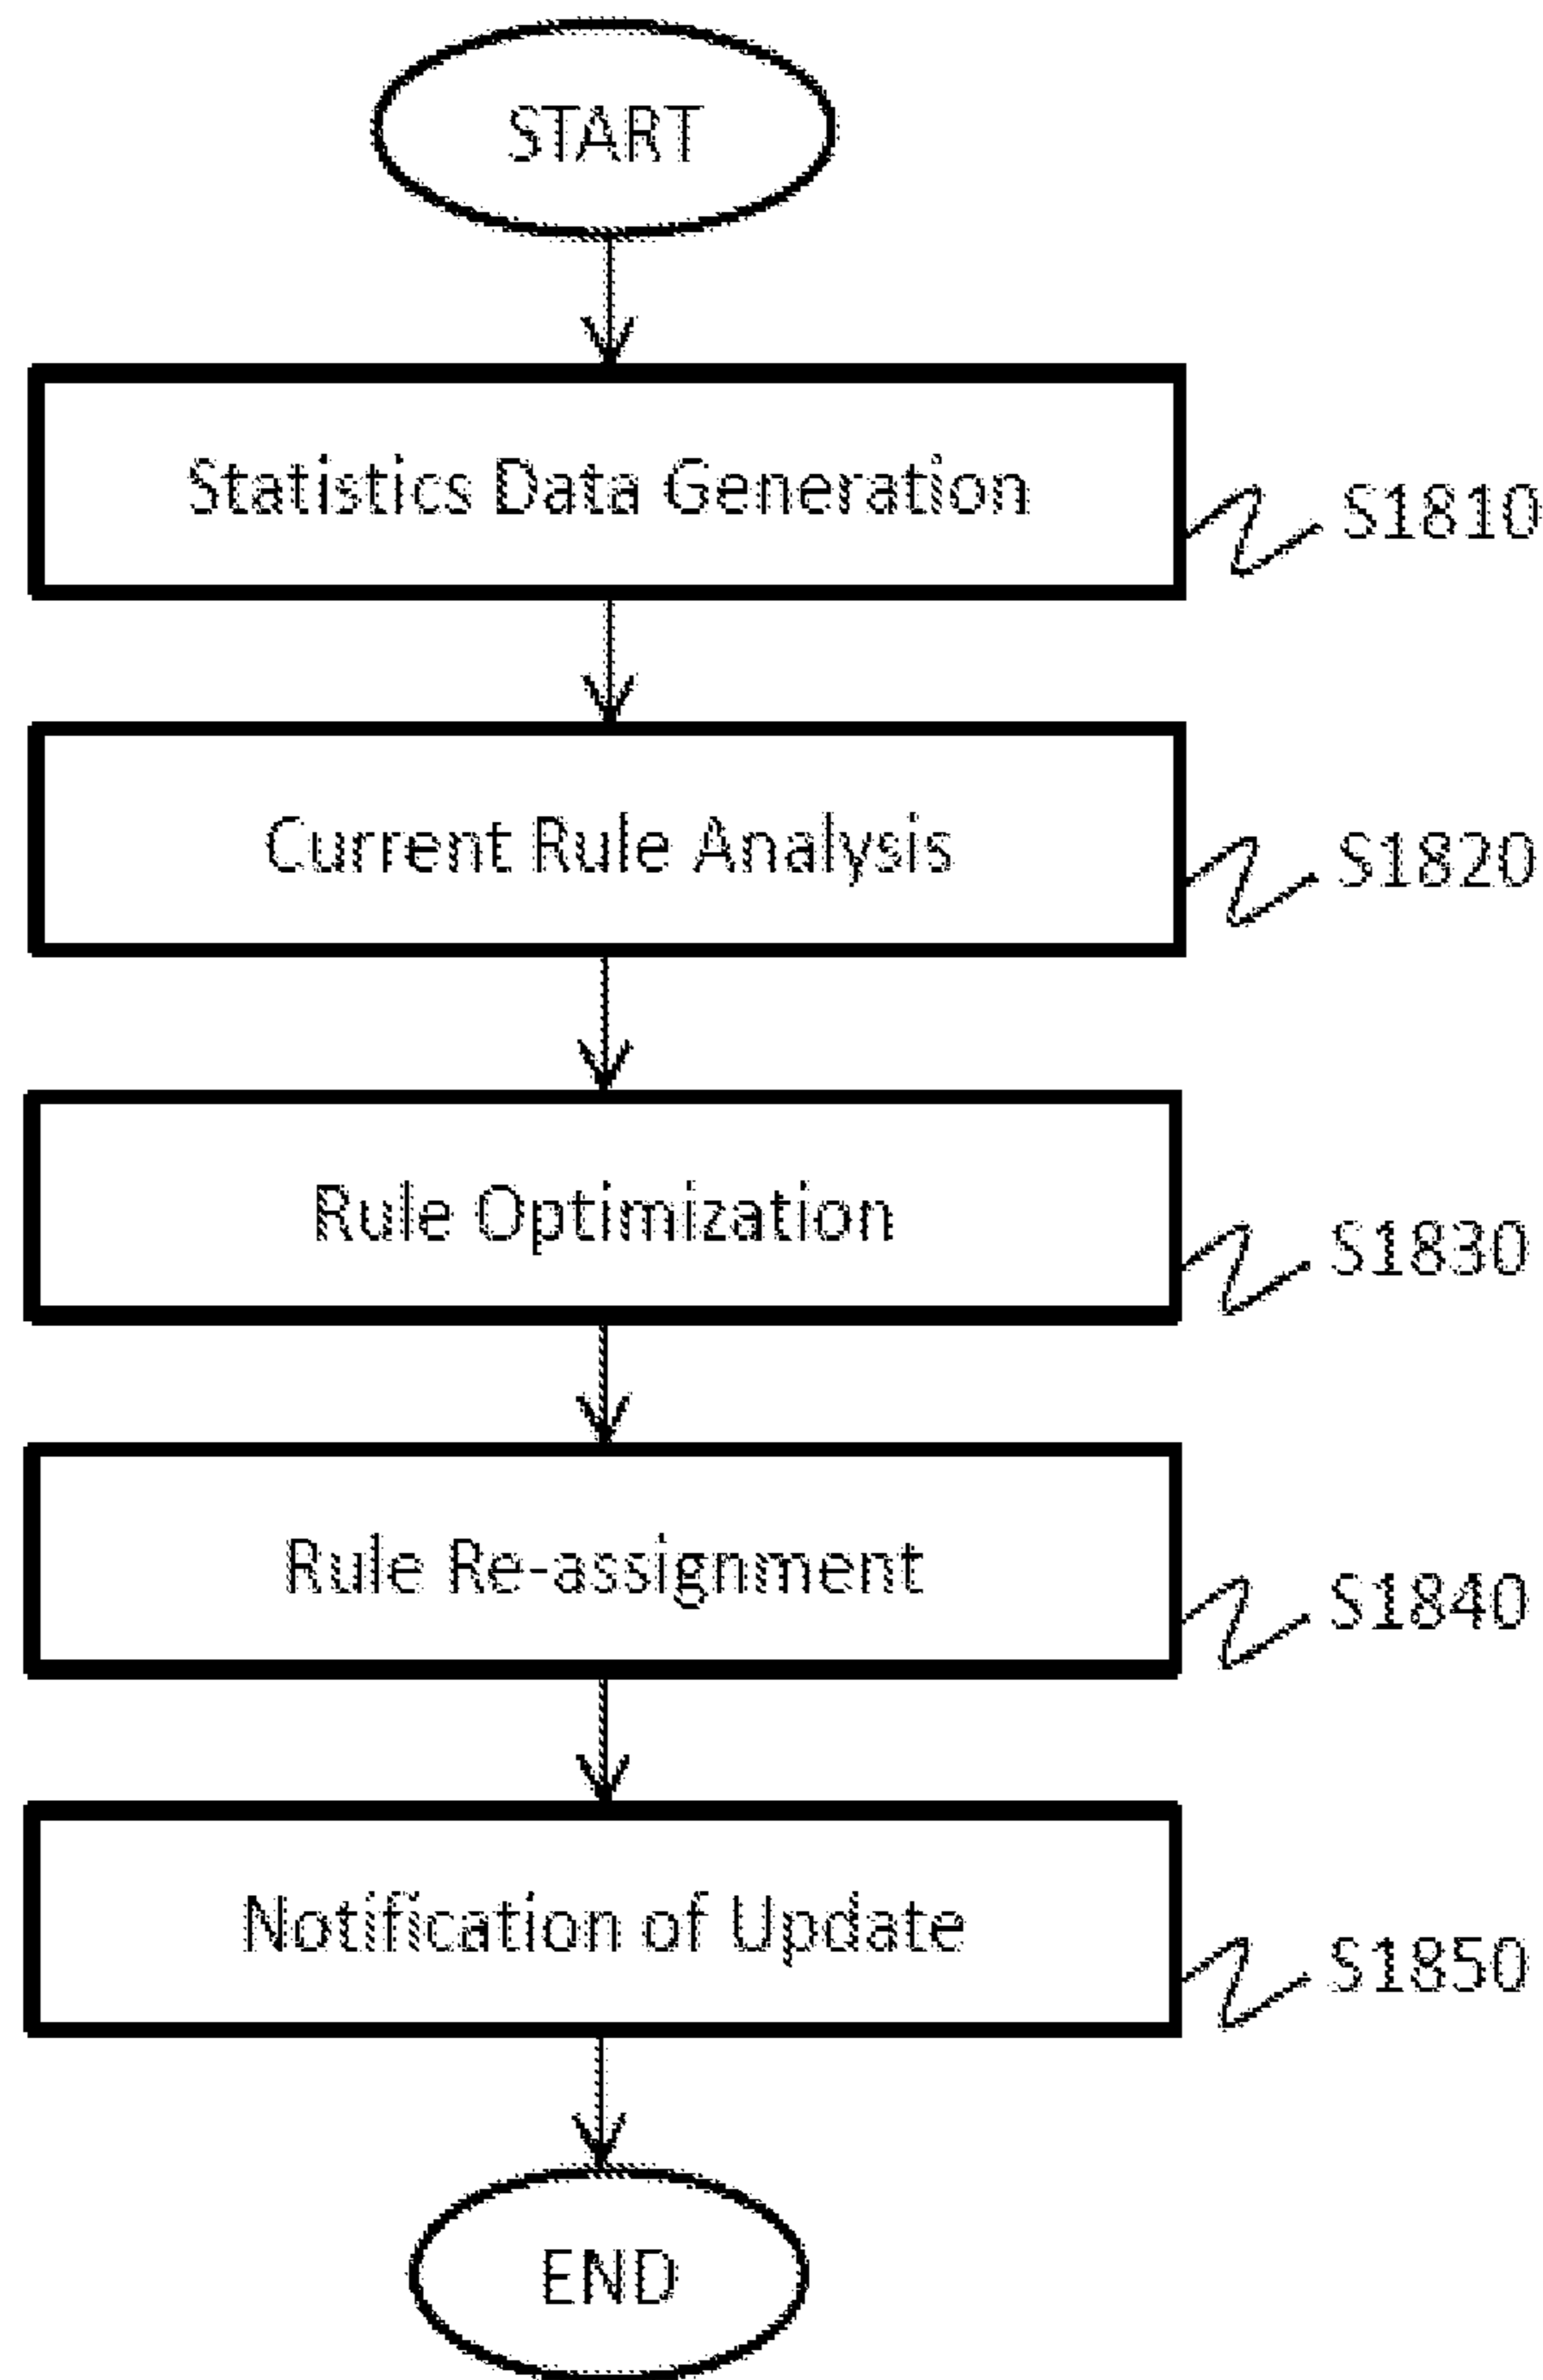 START
Statistics Data Generation
S1810
Current Rule Analysis
S1820
Rule Optimization
S1830
Rule Re-assignment
S1840
Notification of Update
S1850
END